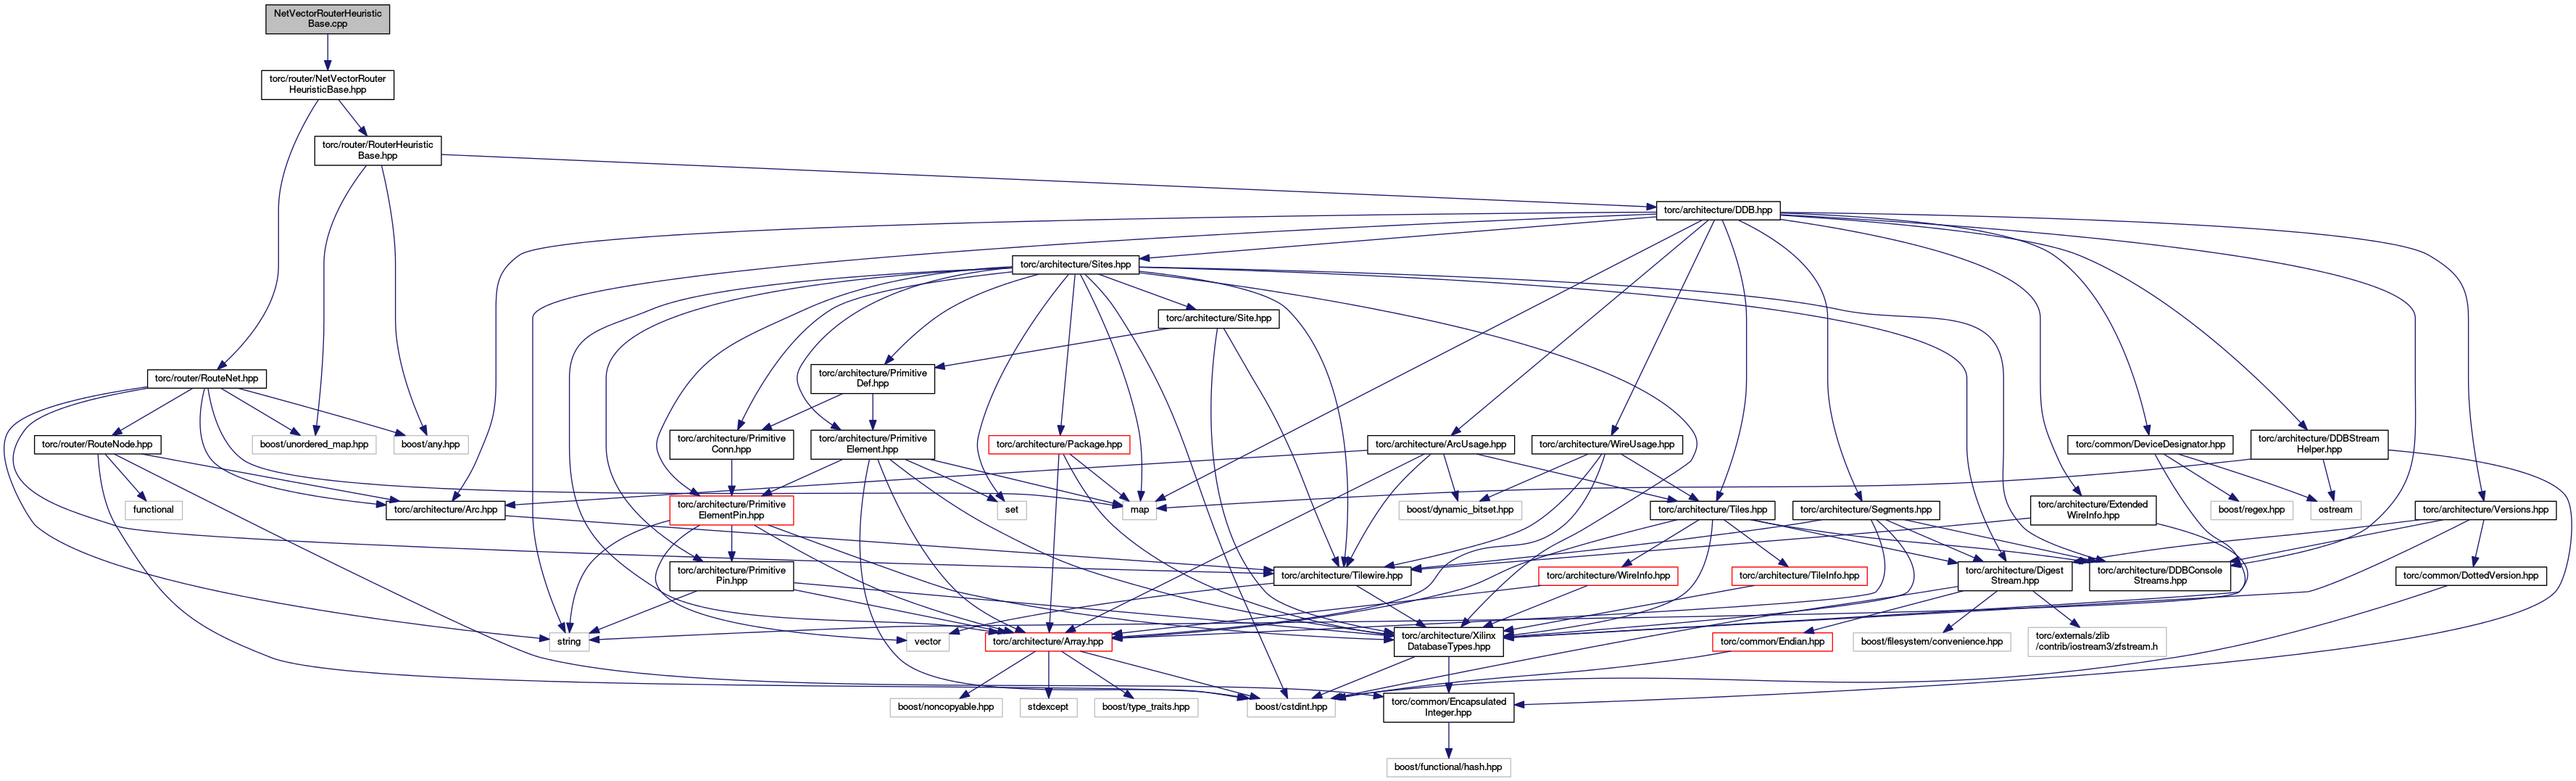 NetVectorRouterHeuristic
Base.cpp
torc/router/NetVectorRouter
HeuristicBase.hpp
torc/router/RouterHeuristic
Base.hpp
torc/architecture/DDB.hpp
torc/architecture/Sites.hpp
torc/architecture/Site.hpp
torc/router/RouteNet.hpp
torc/architecture/Primitive
Def.hpp
torc/router/RouteNode.hpp
boost/unordered_map.hpp
boost/any.hpp
torc/architecture/Primitive
Conn.hpp
torc/architecture/Primitive
Element.hpp
torc/architecture/Package.hpp
torc/architecture/ArcUsage.hpp
torc/architecture/WireUsage.hpp
torc/common/DeviceDesignator.hpp
torc/architecture/DDBStream
Helper.hpp
functional
torc/architecture/Arc.hpp
torc/architecture/Primitive
ElementPin.hpp
set
map
boost/dynamic_bitset.hpp
torc/architecture/Tiles.hpp
torc/architecture/Segments.hpp
torc/architecture/Extended
WireInfo.hpp
boost/regex.hpp
ostream
torc/architecture/Versions.hpp
torc/architecture/Primitive
Pin.hpp
torc/architecture/Tilewire.hpp
torc/architecture/WireInfo.hpp
torc/architecture/TileInfo.hpp
torc/architecture/Digest
Stream.hpp
torc/architecture/DDBConsole
Streams.hpp
torc/common/DottedVersion.hpp
string
vector
torc/architecture/Array.hpp
torc/architecture/Xilinx
DatabaseTypes.hpp
torc/common/Endian.hpp
boost/filesystem/convenience.hpp
torc/externals/zlib
/contrib/iostream3/zfstream.h
boost/noncopyable.hpp
stdexcept
boost/type_traits.hpp
boost/cstdint.hpp
torc/common/Encapsulated
Integer.hpp
boost/functional/hash.hpp